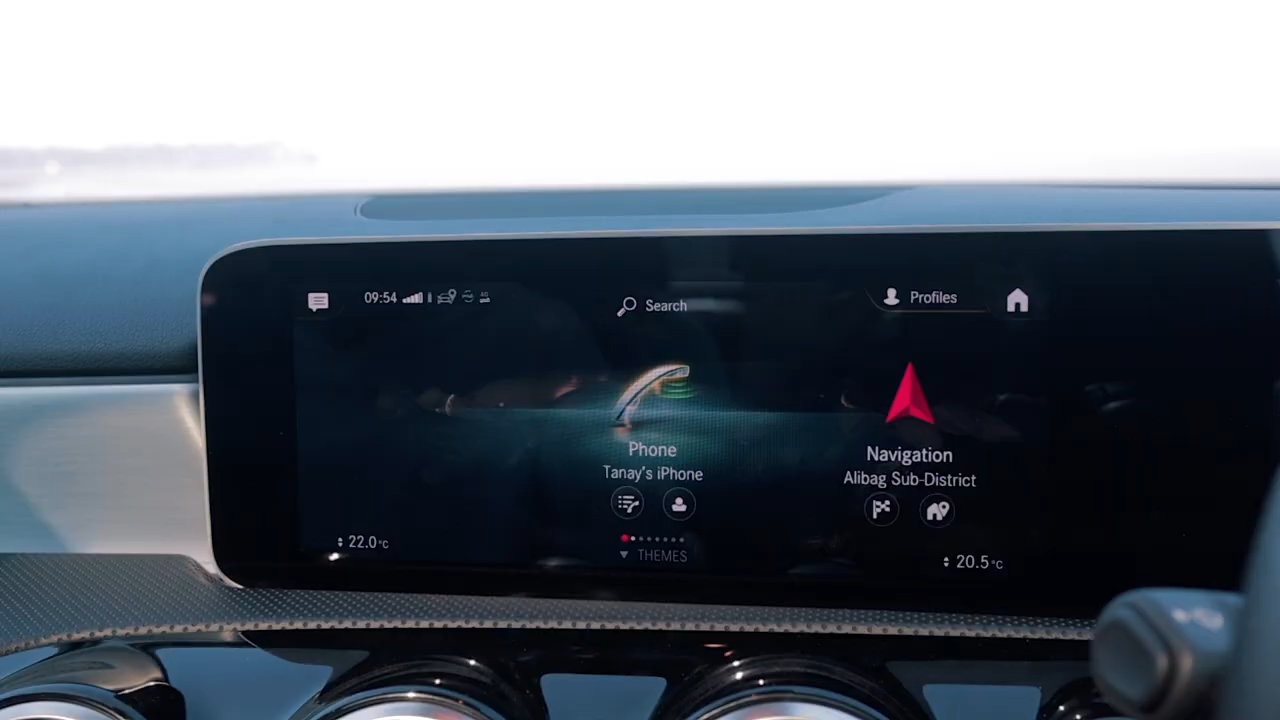 09:54
Search
Profiles
Phone
Tanay's iPhone
Navigation
Alibag Sub-District
22.0°C
THEMES
20.5°C